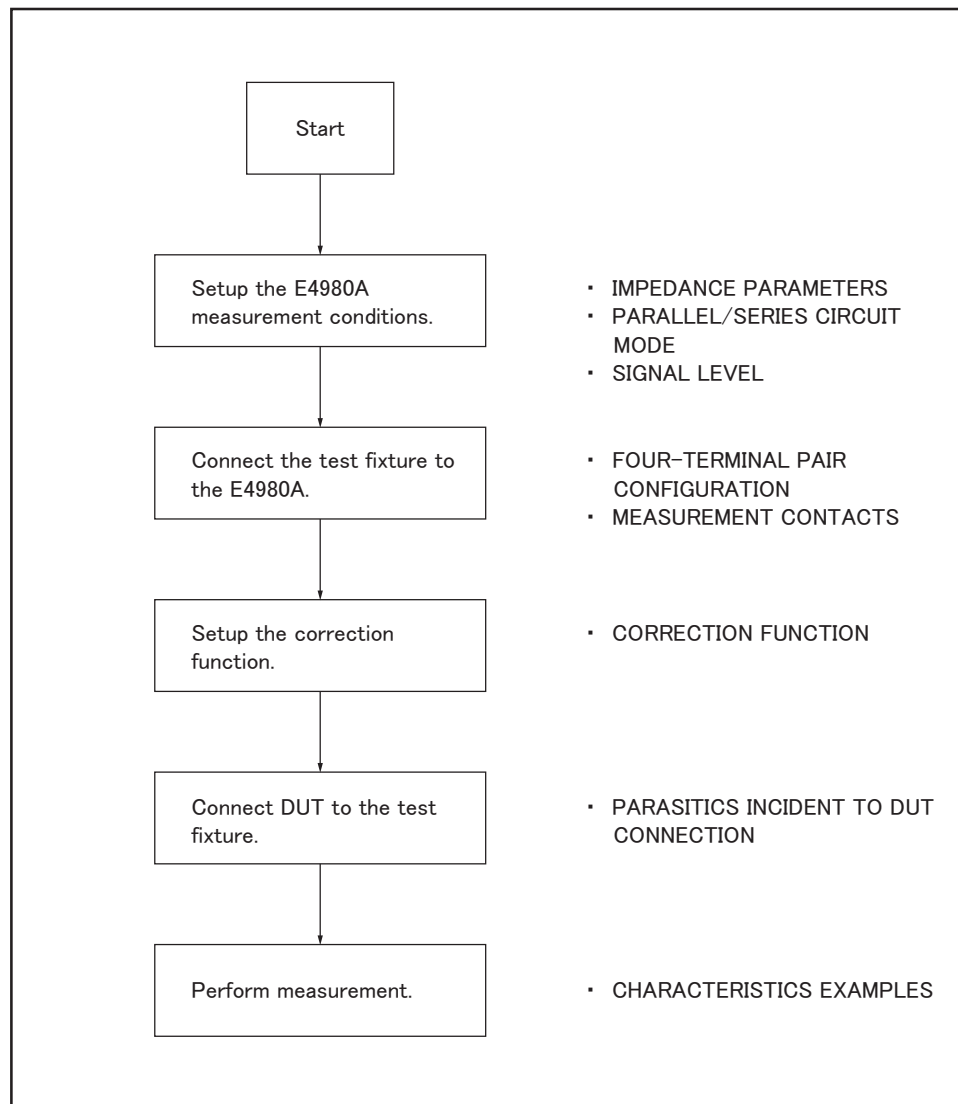 Start
Setup the E4980A
measurement conditions.
・ IMPEDANCE PARAMETERS
・ PARALLEL/SERIES CIRCUIT
MODE
・ SIGNAL LEVEL
Connect the test fixture to
the E4980A.
・ FOUR-TERMINAL PAIR
CONFIGURATION
・ MEASUREMENT CONTACTS
Setup the correction
function.
・ CORRECTION FUNCTION
Connect DUT to the test
fixture.
・ PARASITICS INCIDENT TO DUT
CONNECTION
Perform measurement.
・ CHARACTERISTICS EXAMPLES